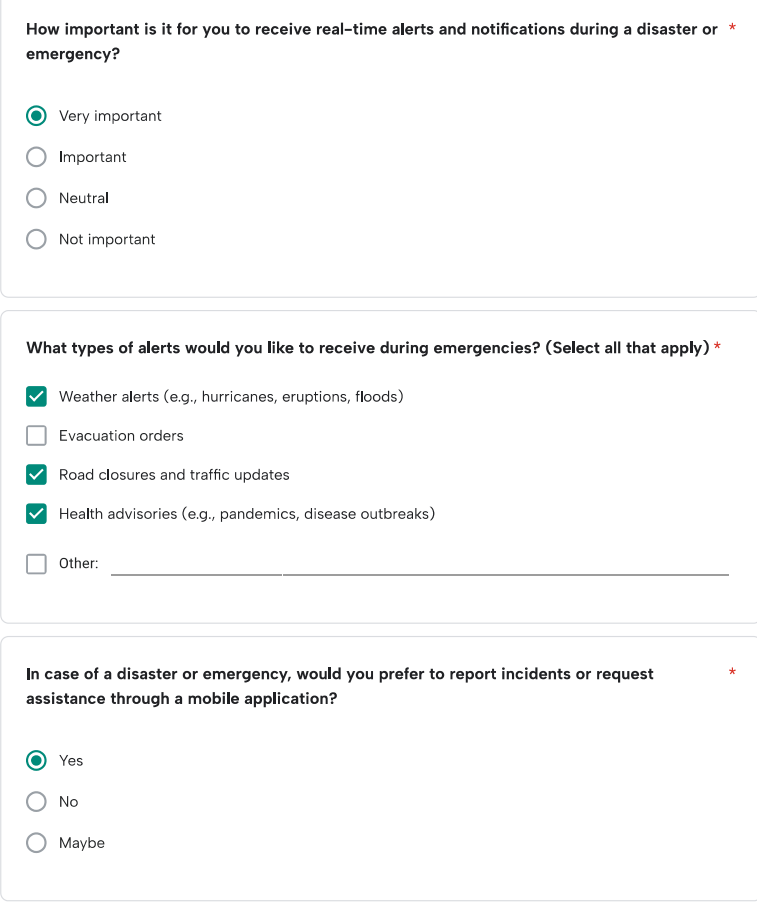 How important is it for you to receive real-time alerts and notifications during a disaster or *
emergency?
Very important
Important
Neutral
Not important
What types of alerts would you like to receive during emergencies? (Select all that apply) *
Weather alerts (e.g., hurricanes, eruptions, floods)
Evacuation orders
Road closures and traffic updates
Health advisories (e.g., pandemics, disease outbreaks)
Other:
In case of a disaster or emergency, would you prefer to report incidents or request *
assistance through a mobile application?
Yes
No
Maybe